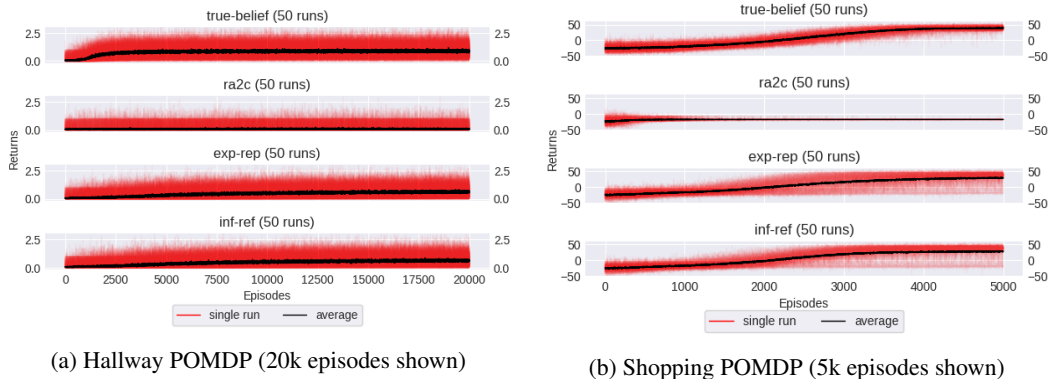 true-belief (50 runs)
2.5 2.5
0.0 0.0
ra2c (50 runs)
2.5 2.5
0.0 0.0
exp-rep (50 runs)
2.5 2.5
0.0 0.0
inf-ref (50 runs)
2.5 2.5
0.0 0.0
0 2500 5000 7500 10000 12500 15000 17500 20000
Returns
Episodes
single run average
(a) Hallway POMDP (20k episodes shown)
true-belief (50 runs)
50 50
0 0
−50 −50
ra2c (50 runs)
50 50
0 0
−50 −50
exp-rep (50 runs)
50 50
0 0
−50 −50
inf-ref (50 runs)
50 50
0 0
−50 −50
0 1000 2000 3000 4000 5000
Returns
Episodes
single run average
(b) Shopping POMDP (5k episodes shown)